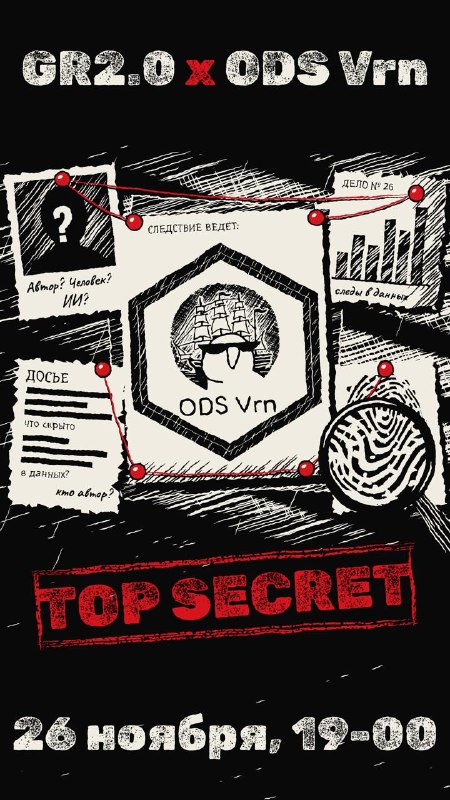 GR2.0 x ODS Vrn
ДЕЛО № 26
СЛЕДСТВИЕ ВЕДЕТ:
?
Автор? Человек?
ИИ?
следы в данных
ODS Vrn
ДОСЬЕ
что скрыто
в данных?
кто автор?
TOP SECRET
26 ноября, 19-00